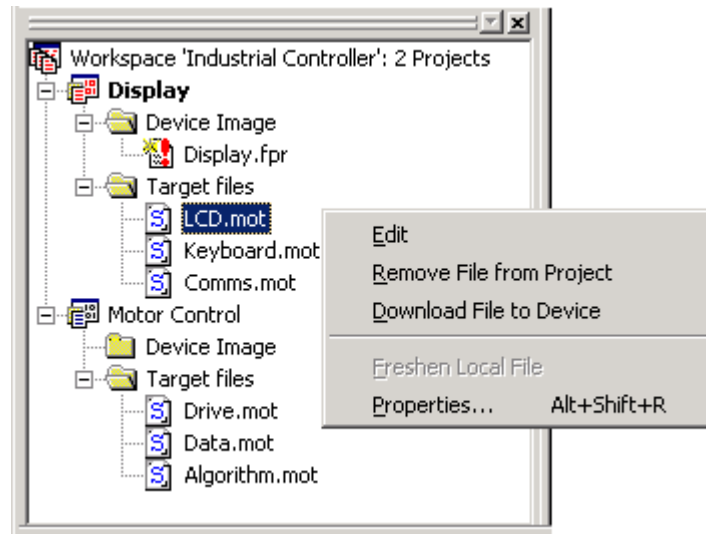 Workspace 'Industrial Controller': 2 Projects
Display
Device Image
Display.fpr
Target files
LCD.mot
Keyboard.mot
Comms.mot
Motor Control
Device Image
Target files
Drive.mot
Data.mot
Algorithm.mot
Edit
Remove File from Project
Download File to Device
Freshen Local File
Properties... Alt+Shift+R